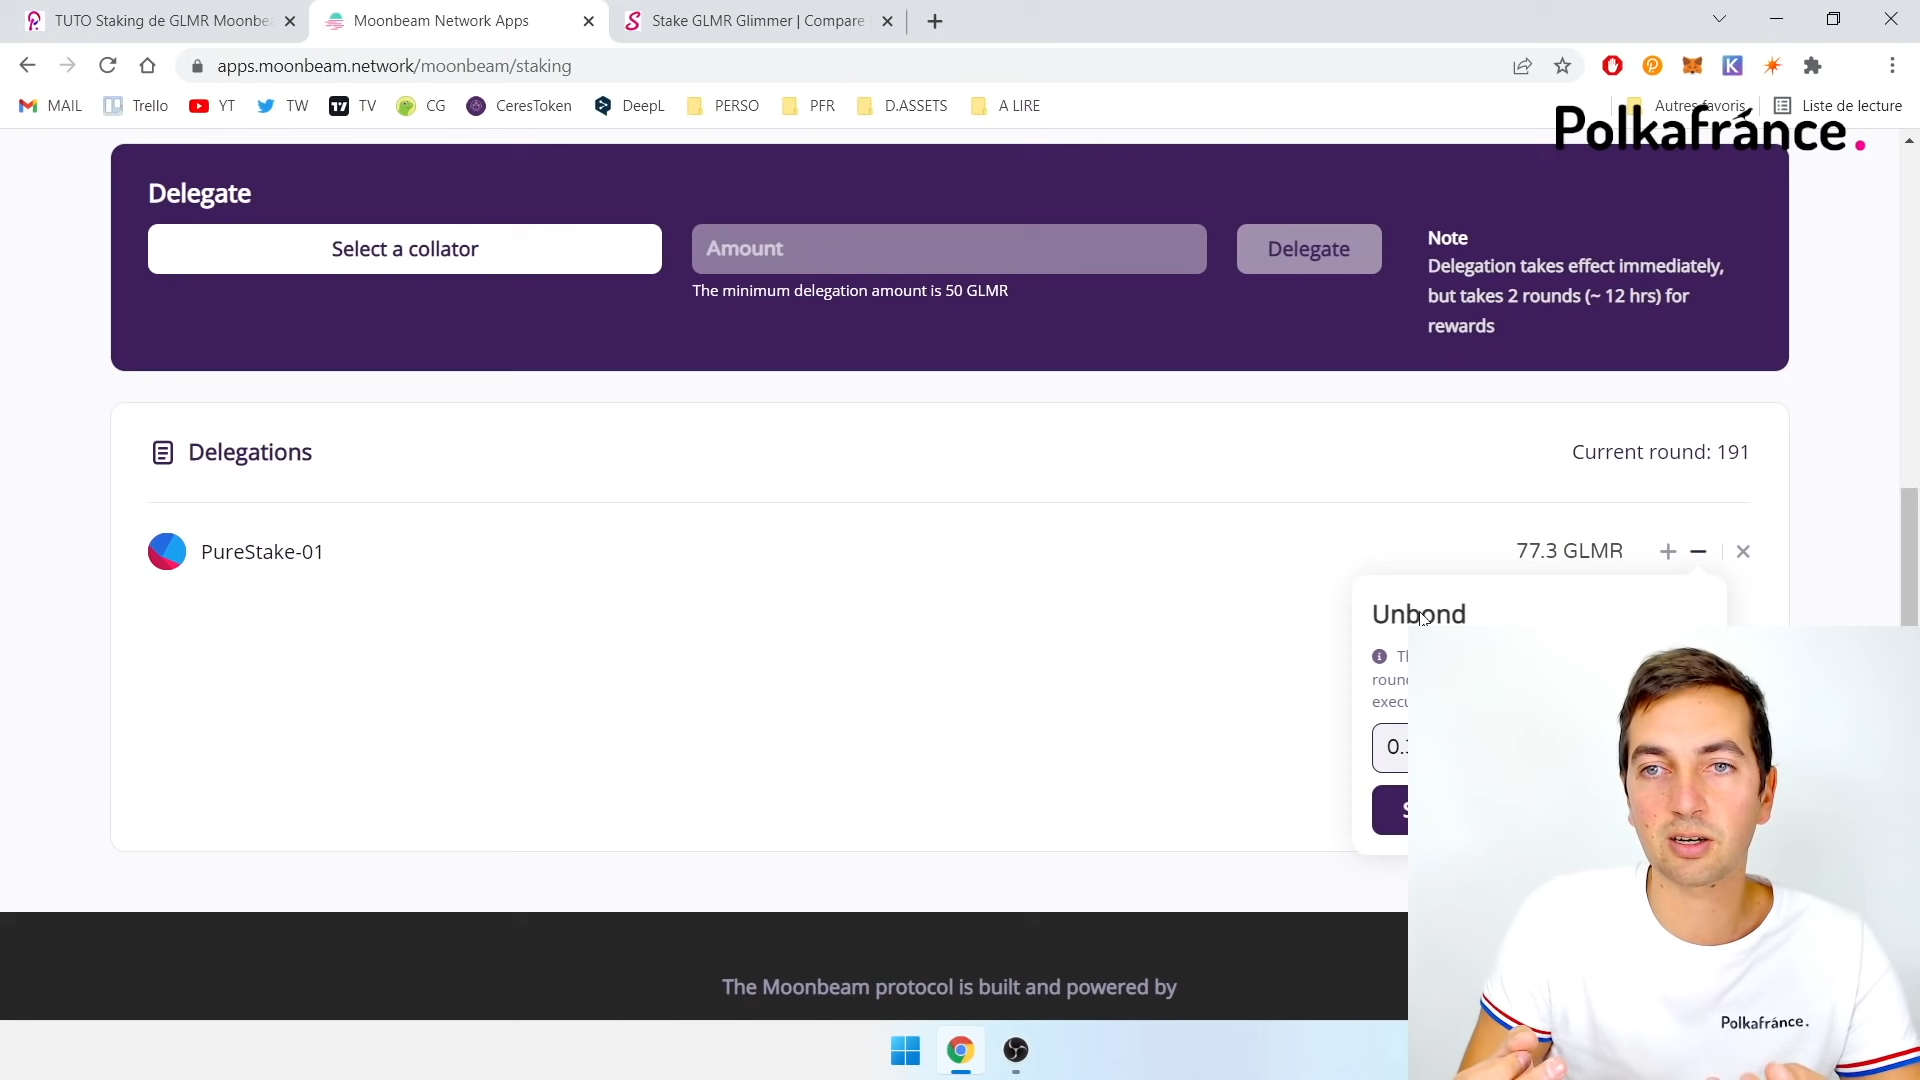 TUTO Staking de GLMR Moonbe
Moonbeam Network Apps
Stake GLMR Glimmer | Compare
apps.moonbeam.network/moonbeam/staking
MAIL
Trello
YT
TW
TV
CG
CeresToken
DeepL
PERSO
PFR
D.ASSETS
A LIRE
Autres favoris
Liste de lecture
Polkafránce.
Delegate
Select a collator
Amount
Delegate
The minimum delegation amount is 50 GLMR
Note
Delegation takes effect immediately,
but takes 2 rounds (~ 12 hrs) for
rewards
Delegations
Current round: 191
PureStake-01
77.3 GLMR
Unbond
The Moonbeam protocol is built and powered by
Polkafránce.